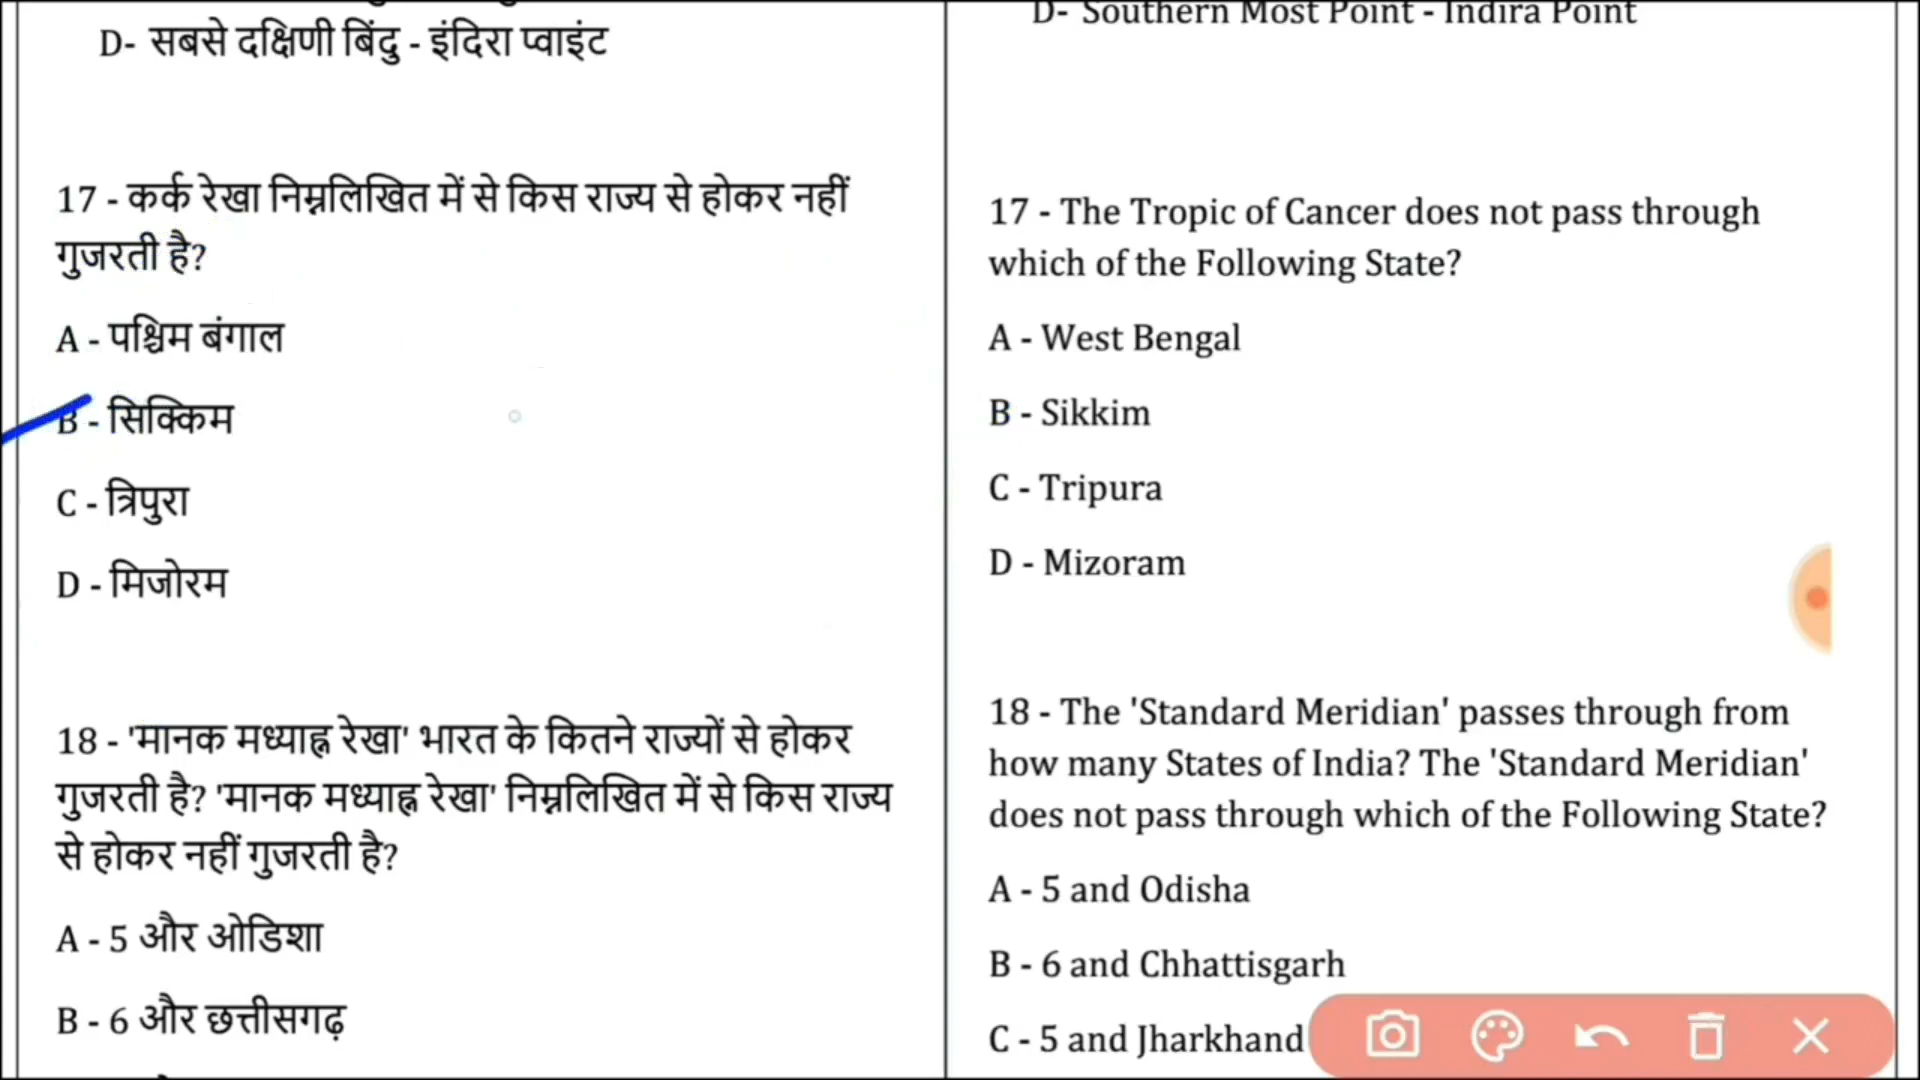 D- सबसे दक्षिणी बिंदु - इंदिरा प्वाइंट
17 - कर्क रेखा निम्नलिखित में से किस राज्य से होकर नहीं
गुजरती है?
A - पश्चिम बंगाल
B - सिक्किम
C - त्रिपुरा
D - मिजोरम
18 - 'मानक मध्याह्न रेखा' भारत के कितने राज्यों से होकर
गुजरती है? 'मानक मध्याह्न रेखा' निम्नलिखित में से किस राज्य
से होकर नहीं गुजरती है?
A - 5 और ओडिशा
B - 6 और छत्तीसगढ़
D- Southern Most Point - Indira Point
17 - The Tropic of Cancer does not pass through
which of the Following State?
A - West Bengal
B - Sikkim
C - Tripura
D - Mizoram
18 - The 'Standard Meridian' passes through from
how many States of India? The 'Standard Meridian'
does not pass through which of the Following State?
A - 5 and Odisha
B - 6 and Chhattisgarh
C - 5 and Jharkhand